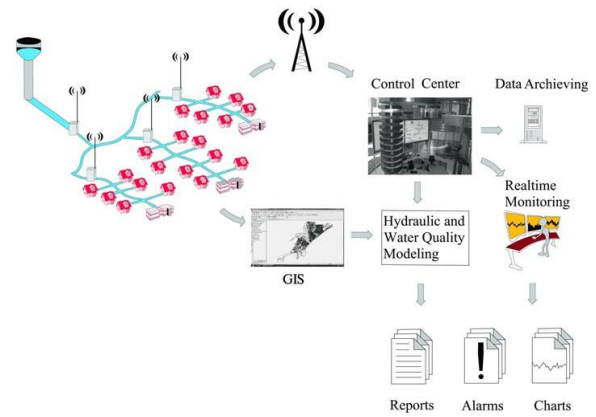 Control Center
Data Archieving
Realtime
Monitoring
Hydraulic and
Water Quality
Modeling
GIS
Reports
Alarms
Charts